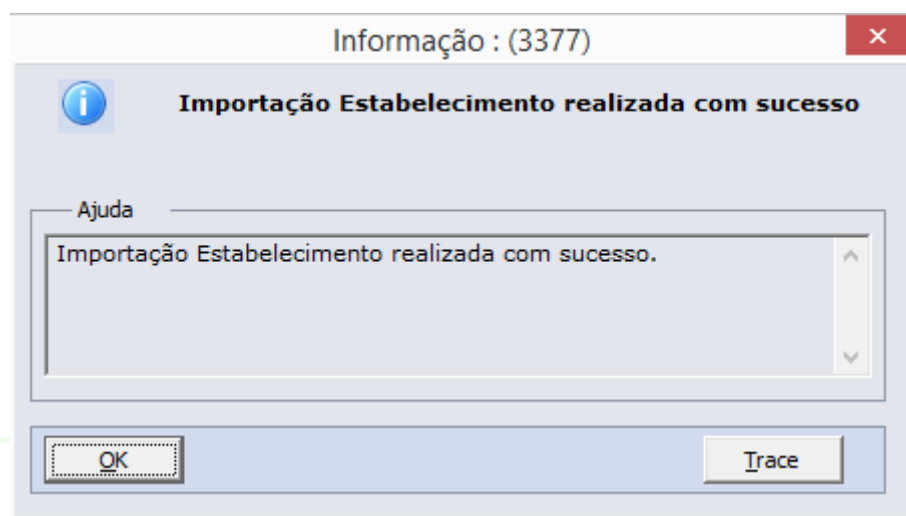 Informação : (3377)
Importação Estabelecimento realizada com sucesso
Ajuda
Importação Estabelecimento realizada com sucesso.
OK
Trace